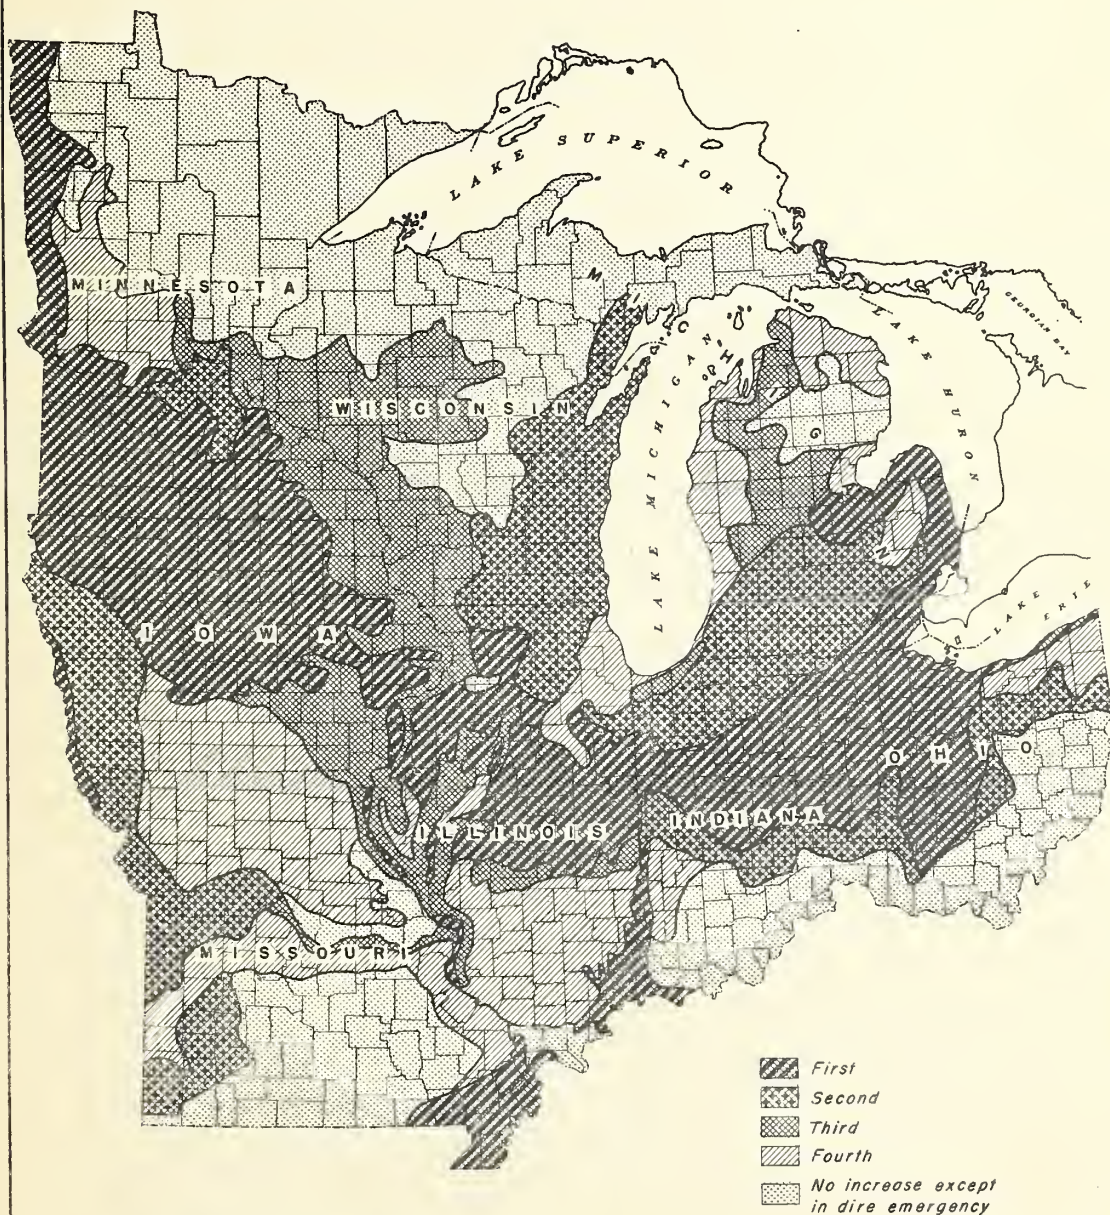 LAKE SUPERIOR
MINNESOTA
MICHIGAN
GEORGIAN BAY
LAKE HURON
WISCONSIN
LAKE MICHIGAN
IOWA
LAKE ERIE
OHIO
ILLINOIS
INDIANA
MISSOURI
First
Second
Third
Fourth
No increase except
in dire emergency